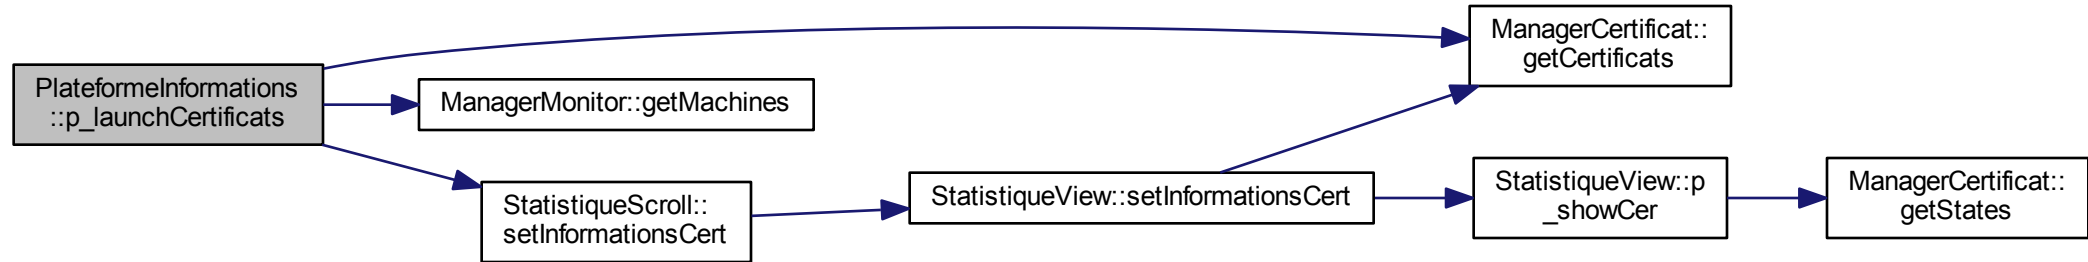 PlateformeInformations
::p_launchCertificats
ManagerCertificat::
getCertificats
ManagerMonitor::getMachines
StatistiqueScroll::
setInformationsCert
StatistiqueView::setInformationsCert
StatistiqueView::p
_showCer
ManagerCertificat::
getStates